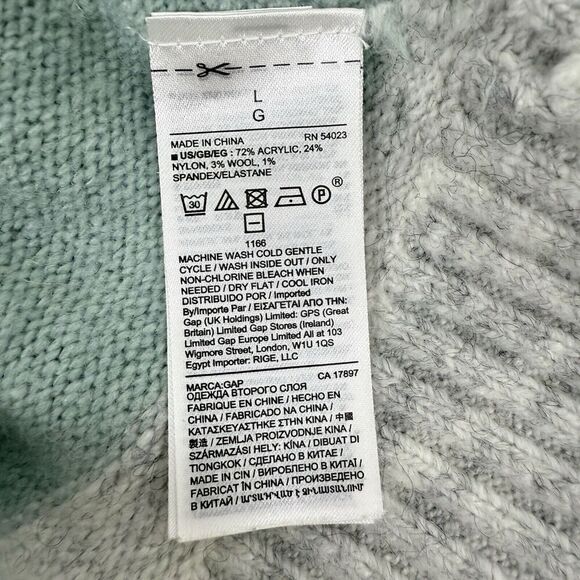 L
G
MADE IN CHINA RN 54023
■ US/GB/EG : 72% ACRYLIC, 24%
NYLON, 3% WOOL, 1%
SPANDEX/ELASTANE
30 P ®
1166
MACHINE WASH COLD GENTLE
CYCLE / WASH INSIDE OUT / ONLY
NON-CHLORINE BLEACH WHEN
NEEDED / DRY FLAT / COOL IRON
DISTRIBUIDO POR / Imported
By/Importe Par / ΕΙΣΑΓΕΤΑΙ ΑΠΟ ΤΗΝ:
Gap (UK Holdings) Limited: GPS (Great
Britain) Limited Gap Stores (Ireland)
Limited Gap Europe Limited All at 103
Wigmore Street, London, W1U 1QS
Egypt Importer: RIGE, LLC
MARCA:GAP CA 17897
ОДЕЖДА ВТОРОГО СЛОЯ
FABRIQUE EN CHINE / HECHO EN
CHINA / FABRICADO NA CHINA /
ΚΑΤΑΣΚΕΥΑΣΤΗΚΕ ΣΤΗΝ ΚΙΝΑ / 中國
製造 / ZEMLJA PROIZVODNJE KINA /
SZÁRMAZÁSI HELY: KÍNA / DIBUAT DI
TIONGKOK / СДЕЛАНО В КИТАЕ /
MADE IN CIN / ВИРОБЛЕНО В КИТАЇ /
FABRICAT ÎN CHINA / ПРОИЗВЕДЕНО
В КИТАЙ / ԱՐՏԱԴՐՎԱԾ Է ՉԻՆԱՍՏԱՆՈՒՄ